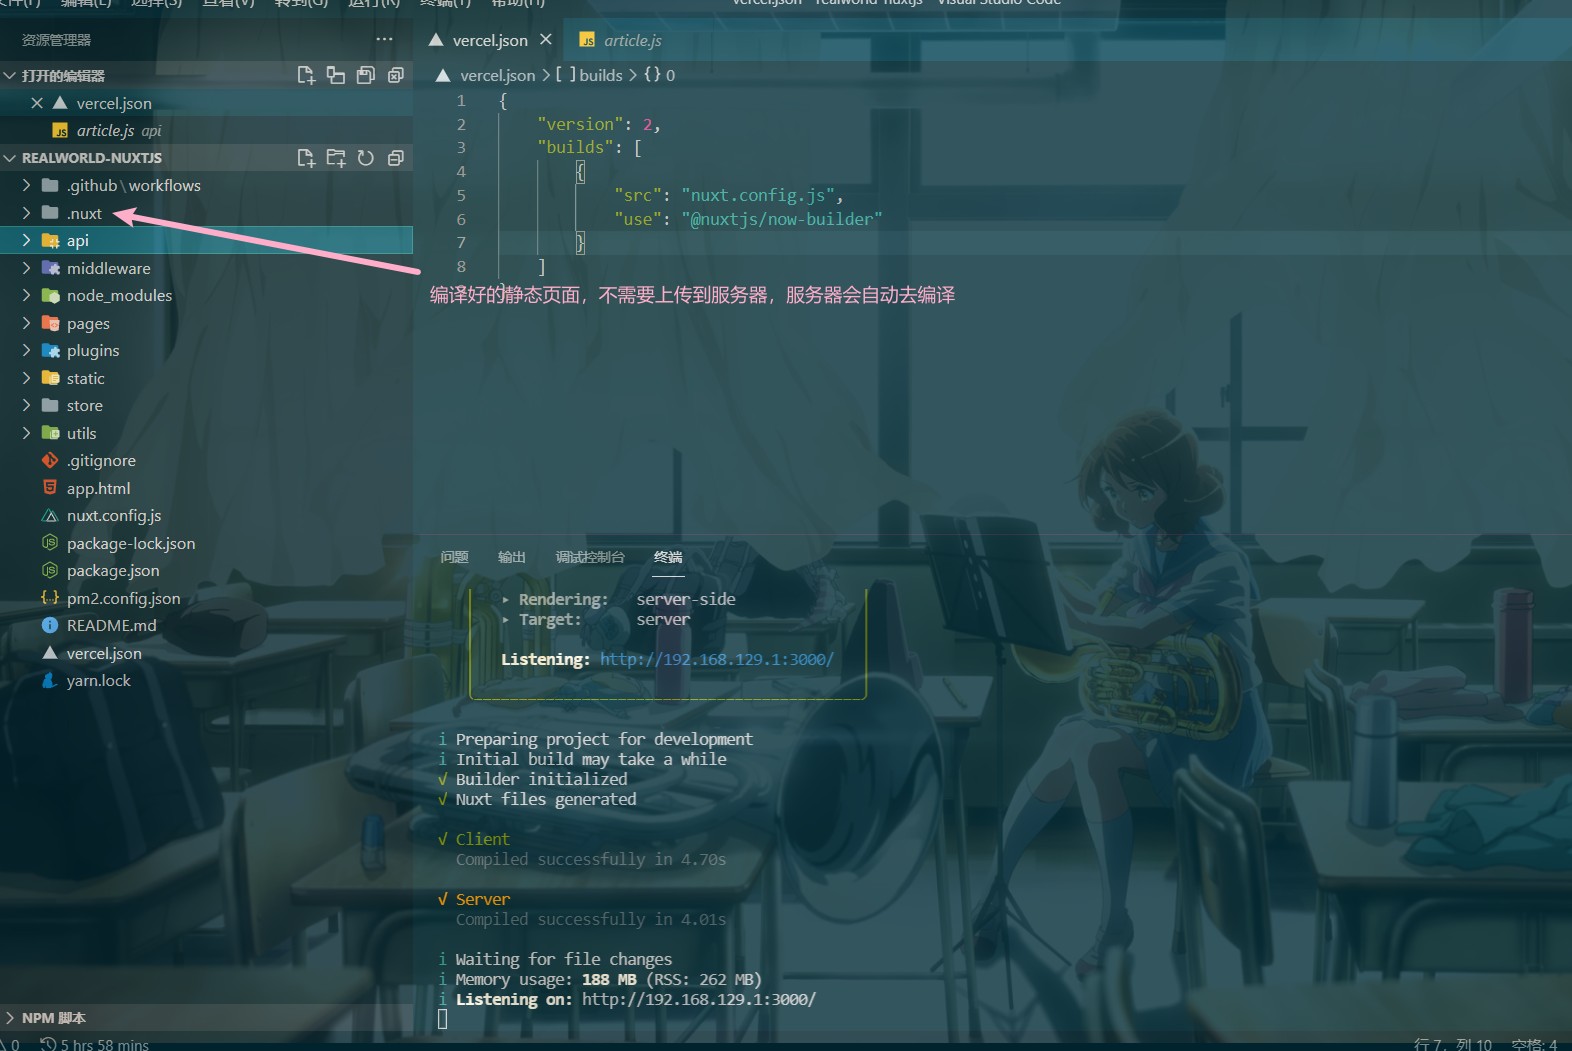 文件(F) 编辑(E) 选择(S) 查看(V) 转到(G) 运行(R) 终端(T) 帮助(H) vercel.json - realworld-nuxtjs - Visual Studio Code
资源管理器 ···
打开的编辑器
vercel.json
article.js api
REALWORLD-NUXTJS
.github\workflows
.nuxt
api
middleware
node_modules
pages
plugins
static
store
utils
.gitignore
app.html
nuxt.config.js
package-lock.json
package.json
pm2.config.json
README.md
vercel.json
yarn.lock
NPM 脚本
vercel.json article.js
vercel.json > [ ] builds > {} 0
1 {
2 "version": 2,
3 "builds": [
4 {
5 "src": "nuxt.config.js",
6 "use": "@nuxtjs/now-builder"
7 }
8 ]
}
编译好的静态页面，不需要上传到服务器，服务器会自动去编译
问题 输出 调试控制台 终端
▸ Rendering: server-side
▸ Target: server
Listening: http://192.168.129.1:3000/
i Preparing project for development
i Initial build may take a while
√ Builder initialized
√ Nuxt files generated
√ Client
Compiled successfully in 4.70s
√ Server
Compiled successfully in 4.01s
i Waiting for file changes
i Memory usage: 188 MB (RSS: 262 MB)
i Listening on: http://192.168.129.1:3000/
0 5 hrs 58 mins 行 7，列 10 空格: 4